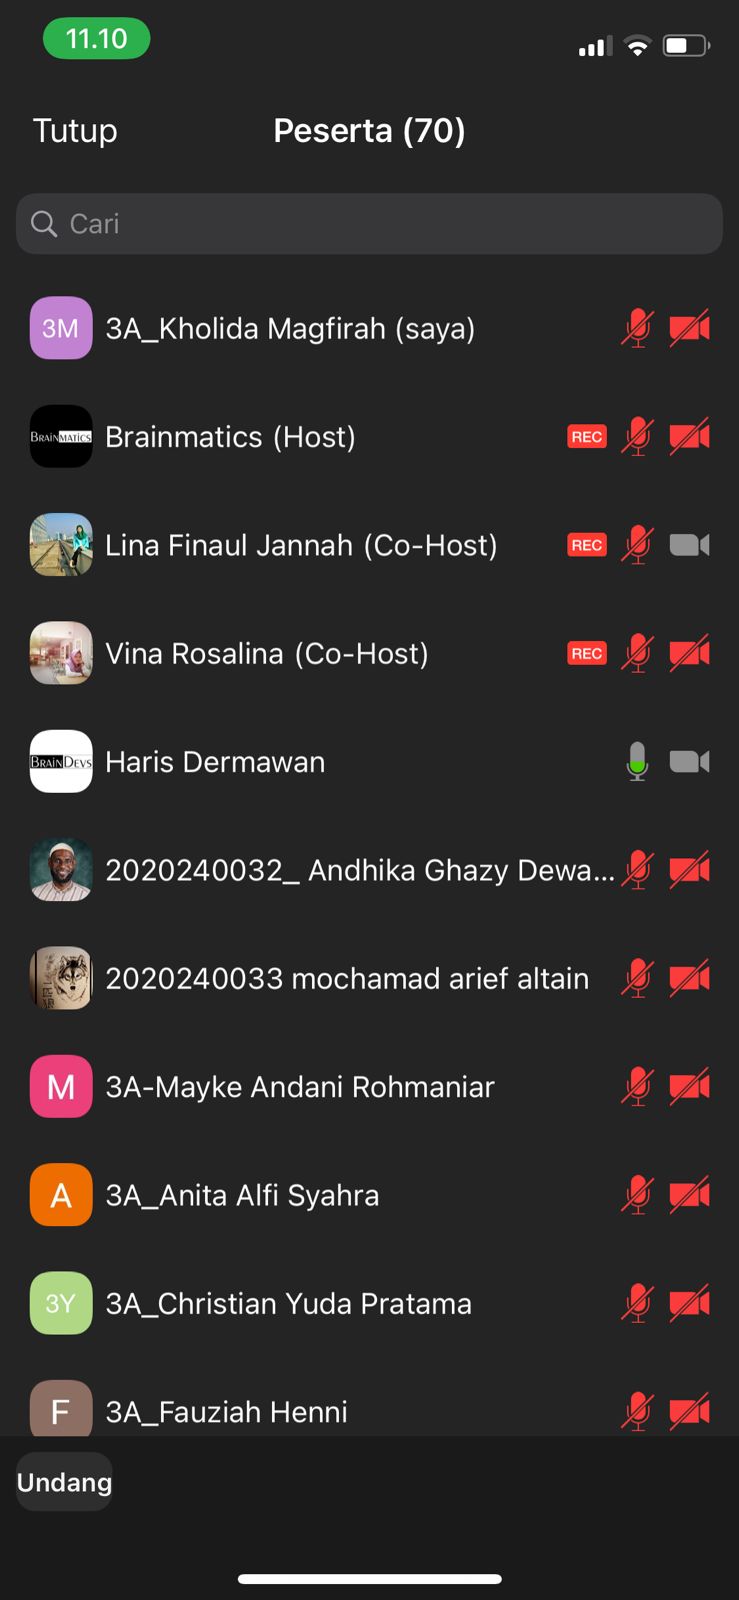 11.10
Tutup
Peserta (70)
Cari
3M
3A_Kholida Magfirah (saya)
BRAINMATICS
Brainmatics (Host)
REC
Lina Finaul Jannah (Co-Host)
REC
Vina Rosalina (Co-Host)
REC
BRAINDEVS
Haris Dermawan
2020240032_ Andhika Ghazy Dewa...
2020240033 mochamad arief altain
M
3A-Mayke Andani Rohmaniar
A
3A_Anita Alfi Syahra
3Y
3A_Christian Yuda Pratama
F
3A_Fauziah Henni
Undang